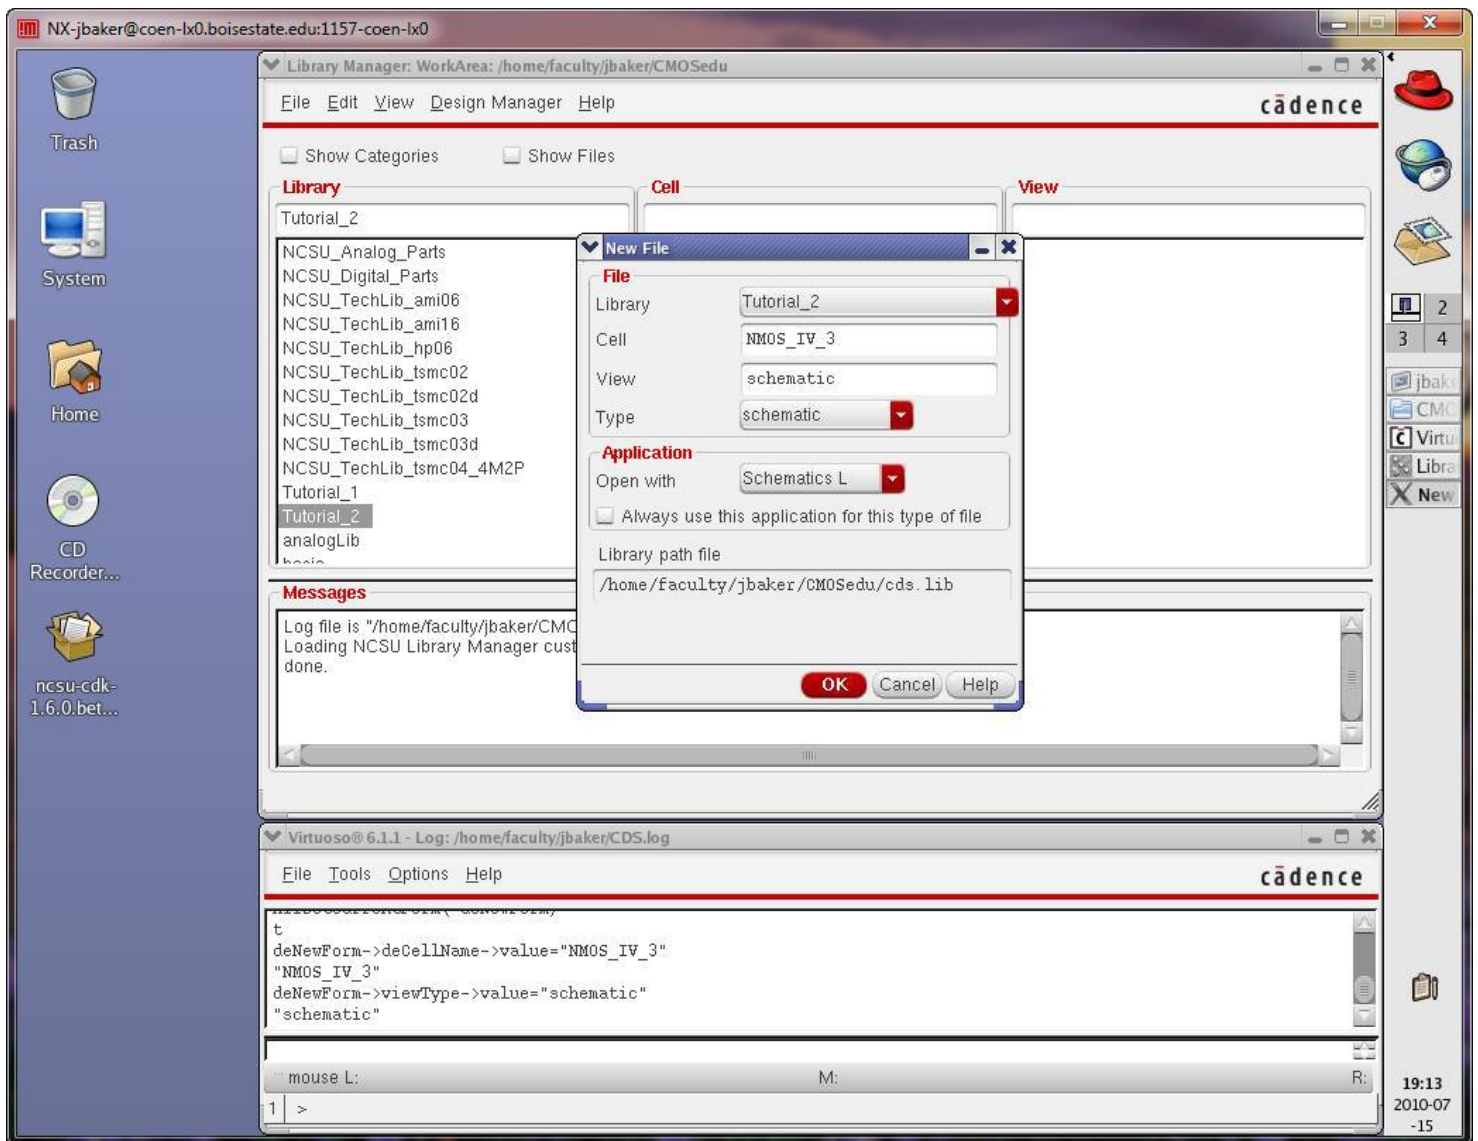 NX-jbaker@coen-lx0.boisestate.edu:1157-coen-lx0
Trash
System
Home
CD
Recorder...
ncsu-cdk-
1.6.0.bet...
Library Manager: WorkArea: /home/faculty/jbaker/CMOSedu
File Edit View Design Manager Help
cādence
Show Categories Show Files
Library Cell View
Tutorial_2
NCSU_Analog_Parts
NCSU_Digital_Parts
NCSU_TechLib_ami06
NCSU_TechLib_ami16
NCSU_TechLib_hp06
NCSU_TechLib_tsmc02
NCSU_TechLib_tsmc02d
NCSU_TechLib_tsmc03
NCSU_TechLib_tsmc03d
NCSU_TechLib_tsmc04_4M2P
Tutorial_1
Tutorial_2
analogLib
Messages
Log file is "/home/faculty/jbaker/CMO
Loading NCSU Library Manager cust
done.
New File
File
Library Tutorial_2
Cell NMOS_IV_3
View schematic
Type schematic
Application
Open with Schematics L
Always use this application for this type of file
Library path file
/home/faculty/jbaker/CMOSedu/cds.lib
OK Cancel Help
Virtuoso® 6.1.1 - Log: /home/faculty/jbaker/CDS.log
File Tools Options Help
cādence
t
deNewForm->deCellName->value="NMOS_IV_3"
"NMOS_IV_3"
deNewForm->viewType->value="schematic"
"schematic"
mouse L: M: R:
1 >
2
3 4
jbak
CMO
Virtu
Libra
New
19:13
2010-07
-15